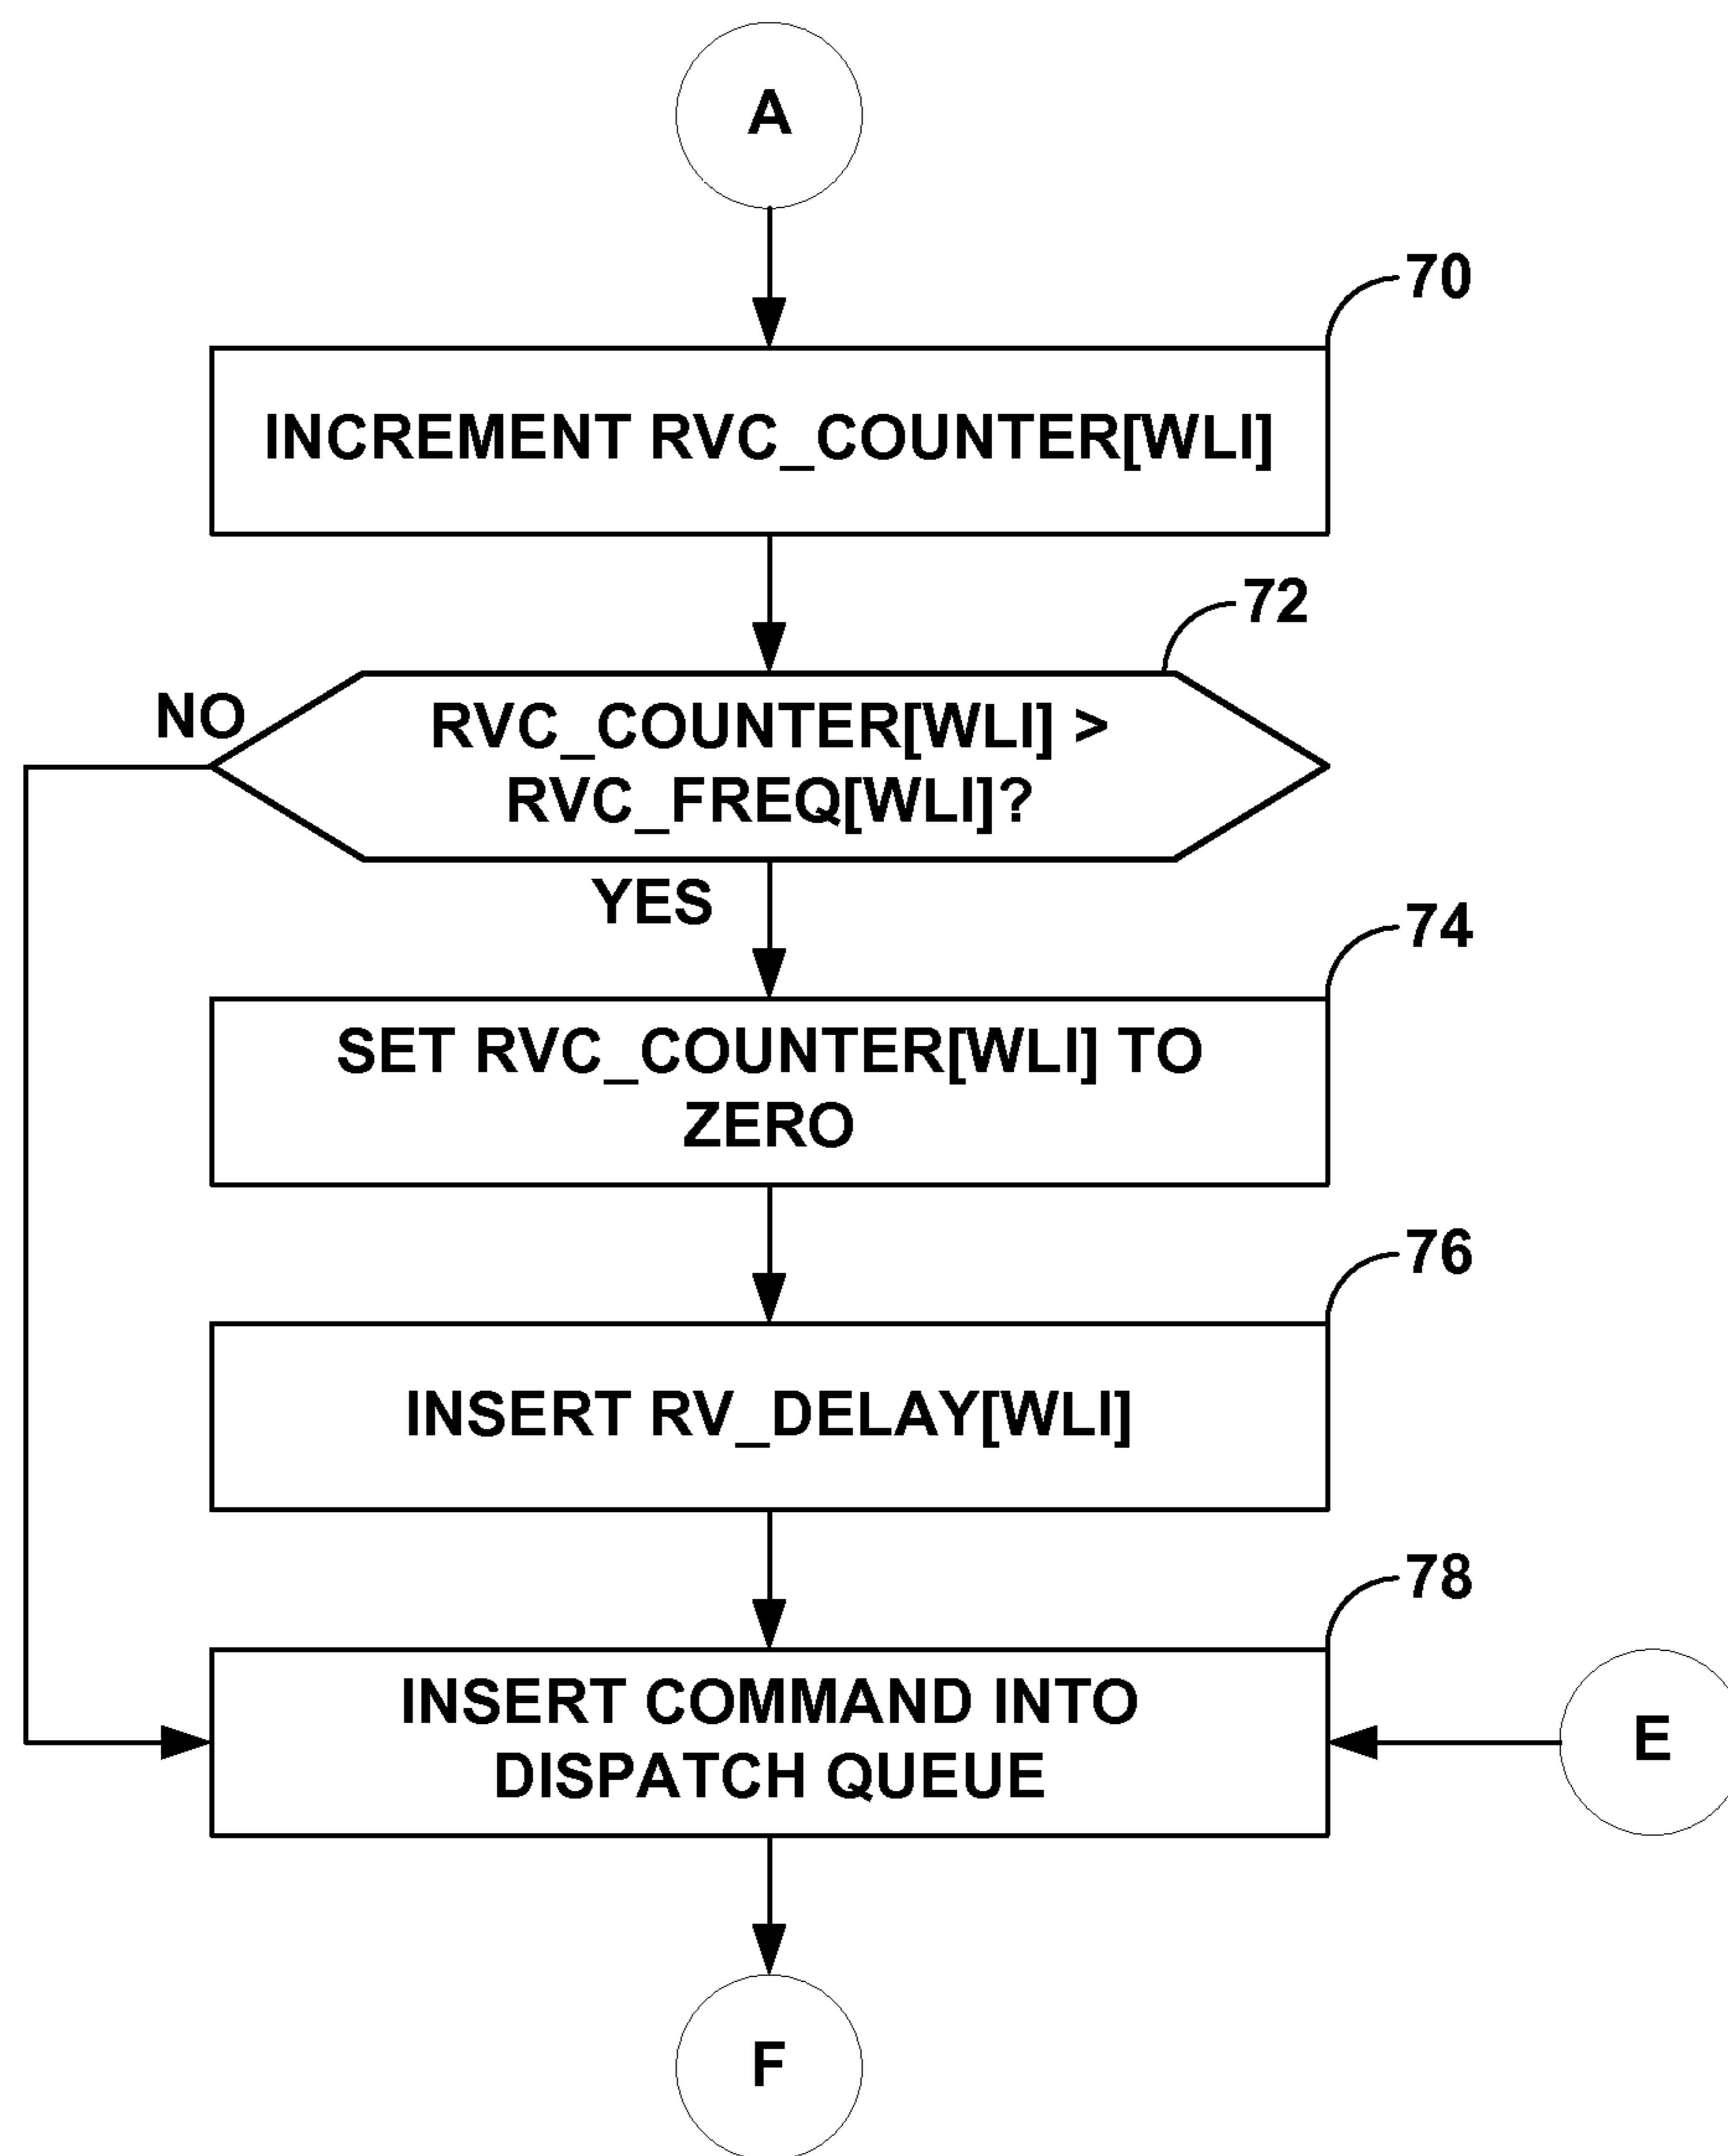 A
70
INCREMENT RVC_COUNTER[WLI]
72
NO
RVC_COUNTER[WLI] >
RVC_FREQ[WLI]?
YES
74
SET RVC_COUNTER[WLI] TO
ZERO
76
INSERT RV_DELAY[WLI]
78
INSERT COMMAND INTO
DISPATCH QUEUE
E
F